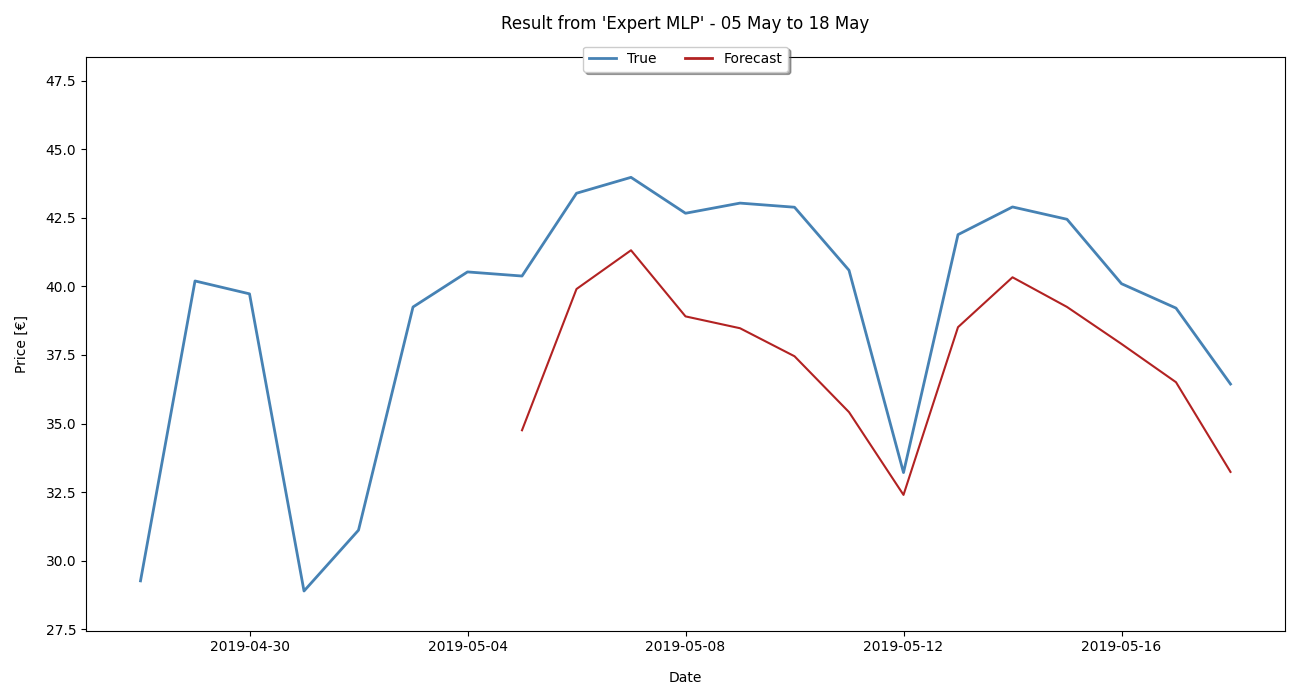 Result from 'Expert MLP' - 05 May to 18 May
True Forecast
47.5
45.0
42.5
40.0
37.5
35.0
32.5
30.0
27.5
Price [€]
2019-04-30 2019-05-04 2019-05-08 2019-05-12 2019-05-16
Date